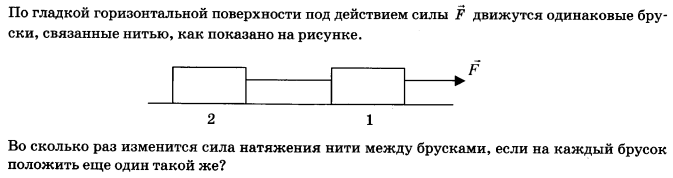 По гладкой горизонтальной поверхности под действием силы F⃗ движутся одинаковые бру-
ски, связанные нитью, как показано на рисунке.
F⃗
2 1
Во сколько раз изменится сила натяжения нити между брусками, если на каждый брусок
положить еще один такой же?